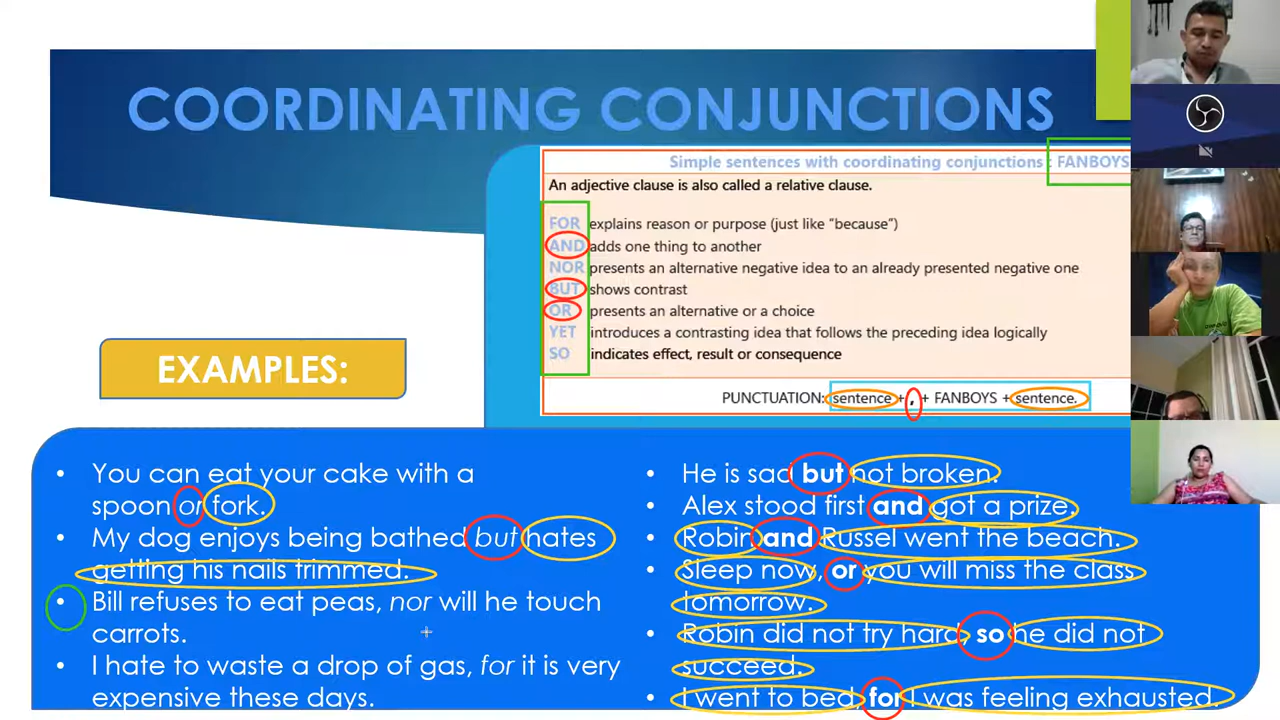 COORDINATING CONJUNCTIONS
Simple sentences with coordinating conjunctions : FANBOYS
An adjective clause is also called a relative clause.
FOR explains reason or purpose (just like “because”)
AND adds one thing to another
NOR presents an alternative negative idea to an already presented negative one
BUT shows contrast
OR presents an alternative or a choice
YET introduces a contrasting idea that follows the preceding idea logically
SO indicates effect, result or consequence
PUNCTUATION: sentence + , + FANBOYS + sentence.
EXAMPLES:
• You can eat your cake with a
spoon or fork.
• My dog enjoys being bathed but hates
getting his nails trimmed.
• Bill refuses to eat peas, nor will he touch
carrots.
• I hate to waste a drop of gas, for it is very
expensive these days.
• He is sad but not broken.
• Alex stood first and got a prize.
• Robin and Russel went the beach.
• Sleep now, or you will miss the class
tomorrow.
• Robin did not try hard, so he did not
succeed.
• I went to bed, for I was feeling exhausted.